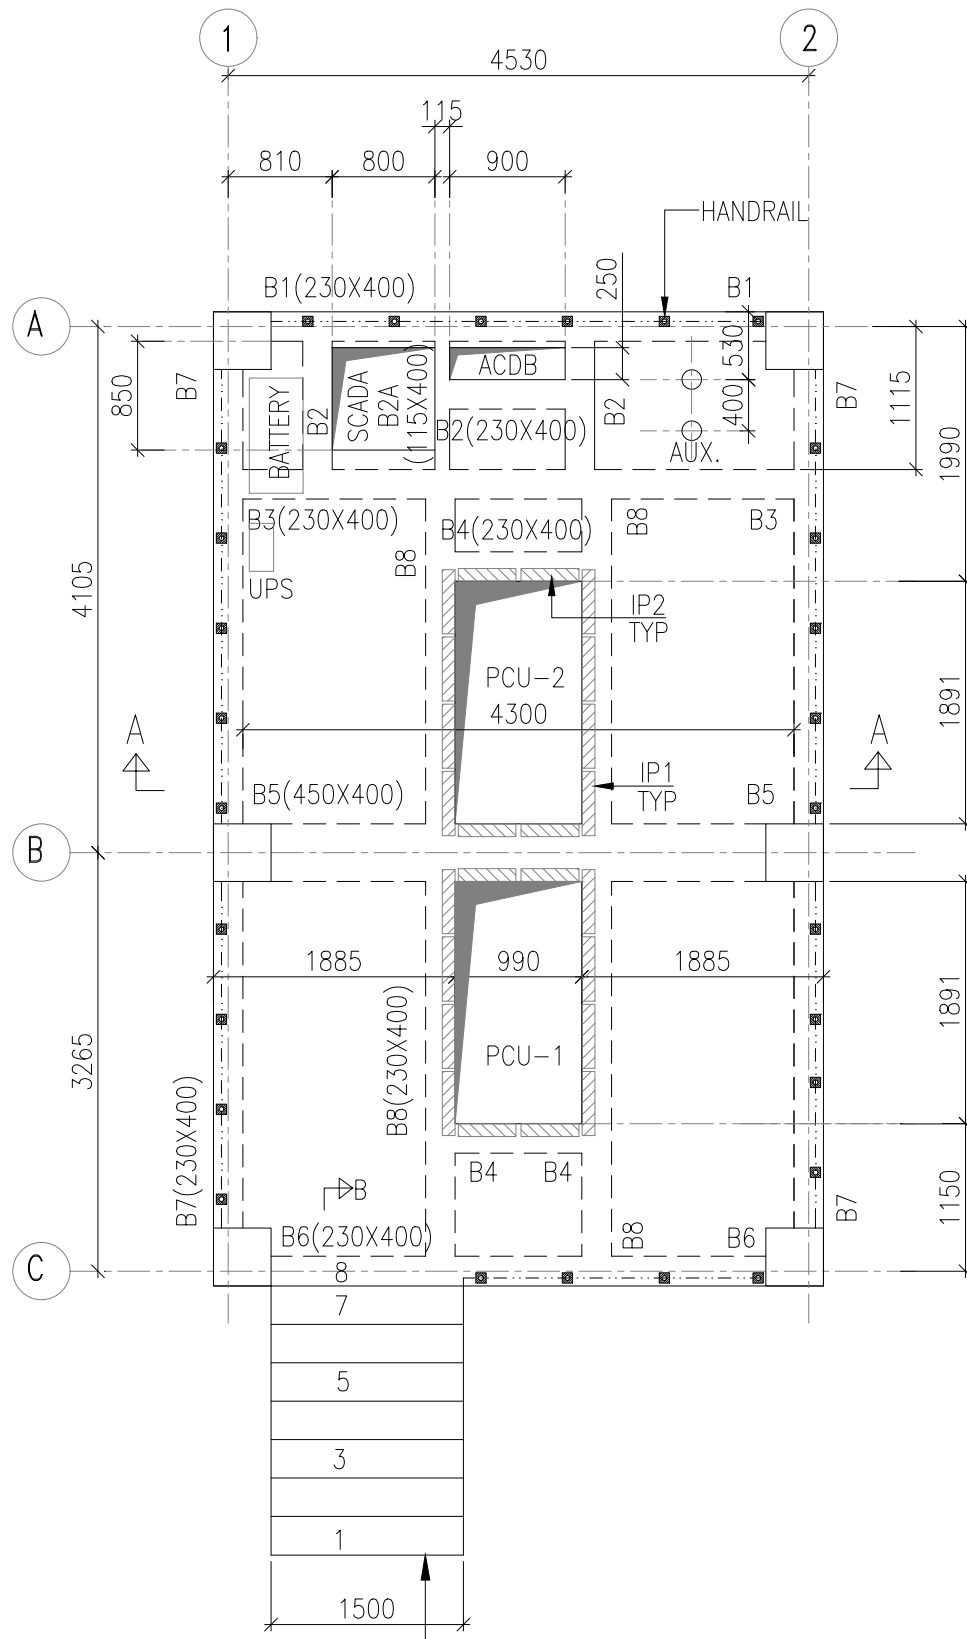 1
2
4530
115
810
800
900
HANDRAIL
250
B1(230X400)
B1
A
530
B7
850
BATTERY
B2
SCADA
B2A
(115X400)
ACDB
B2(230X400)
B2
400
AUX.
B7
1115
1990
B3(230X400)
B4(230X400)
B8
B3
B8
UPS
4105
IP2
TYP
PCU-2
4300
1891
A
A
IP1
TYP
B5(450X400)
B5
B
1885
990
1885
1891
B8(230X400)
PCU-1
3265
B7(230X400)
B4
B4
B
B6(230X400)
B8
B6
B7
1150
C
8
7
5
3
1
1500